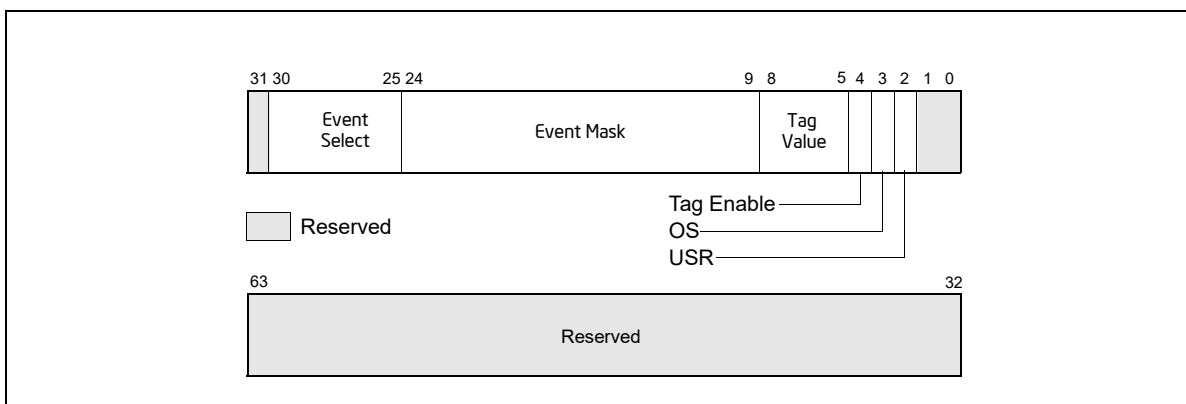 31 30 25 24 9 8 5 4 3 2 1 0
Event
Select
Event Mask
Tag
Value
Tag Enable
OS
USR
Reserved
63 32
Reserved